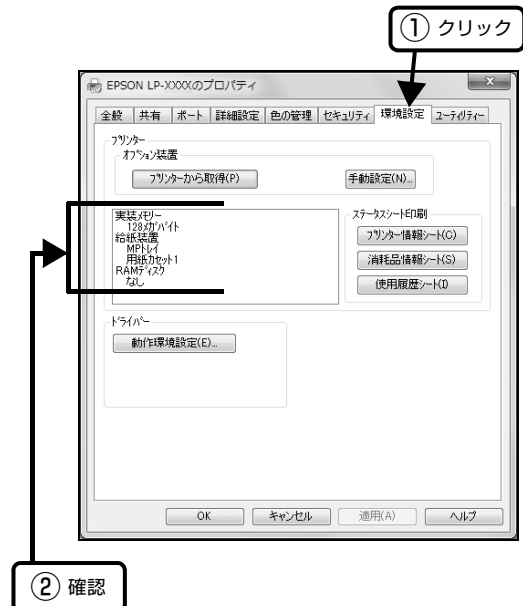 ① クリック
EPSON LP-XXXXのプロパティ
全般 共有 ポート 詳細設定 色の管理 セキュリティ 環境設定 ユーティリティー
プリンター
オプション装置
プリンターから取得(P)
手動設定(N)...
実装メモリー
128メガバイト
給紙装置
MPトレイ
用紙カセット1
RAMディスク
なし
ステータスシート印刷
プリンター情報シート(C)
消耗品情報シート(S)
使用履歴シート(I)
ドライバー
動作環境設定(E)...
OK キャンセル 適用(A) ヘルプ
② 確認